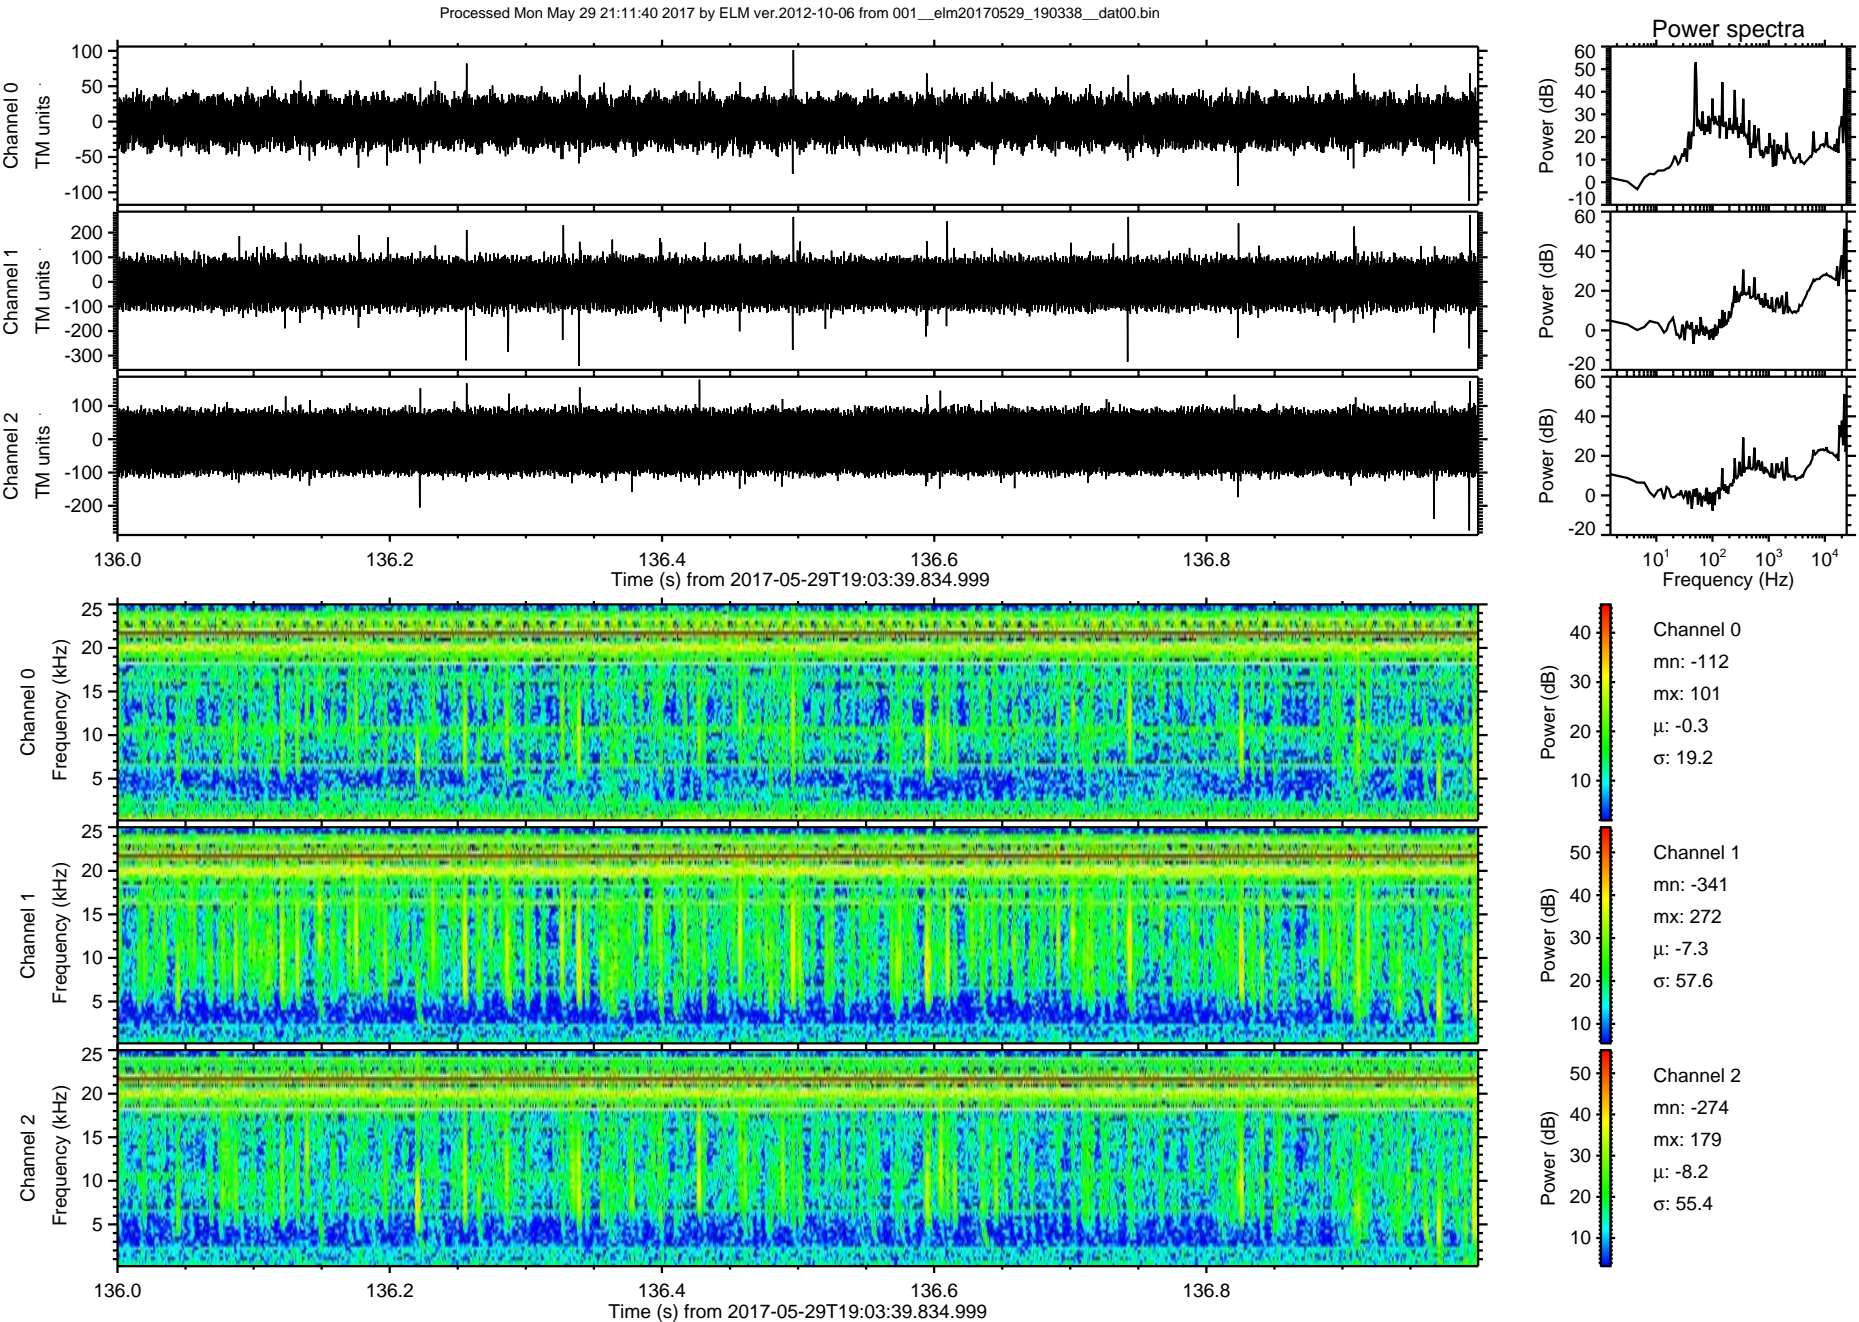 Processed Mon May 29 21:11:40 2017 by ELM ver.2012-10-06 from 001__elm20170529_190338__dat00.bin
Power spectra
Channel 0
TM units
100
50
0
-50
-100
Power (dB)
60
50
40
30
20
10
0
-10
Channel 1
TM units
200
100
0
-100
-200
-300
Power (dB)
60
40
20
0
-20
Channel 2
TM units
100
0
-100
-200
Power (dB)
60
40
20
0
-20
136.0 136.2 136.4 136.6 136.8
Time (s) from 2017-05-29T19:03:39.834.999
10¹ 10² 10³ 10⁴
Frequency (Hz)
Channel 0
Frequency (kHz)
25
20
15
10
5
Power (dB)
40
30
20
10
Channel 0
mn: -112
mx: 101
μ: -0.3
σ: 19.2
Channel 1
Frequency (kHz)
25
20
15
10
5
Power (dB)
50
40
30
20
10
Channel 1
mn: -341
mx: 272
μ: -7.3
σ: 57.6
Channel 2
Frequency (kHz)
25
20
15
10
5
Power (dB)
50
40
30
20
10
Channel 2
mn: -274
mx: 179
μ: -8.2
σ: 55.4
136.0 136.2 136.4 136.6 136.8
Time (s) from 2017-05-29T19:03:39.834.999